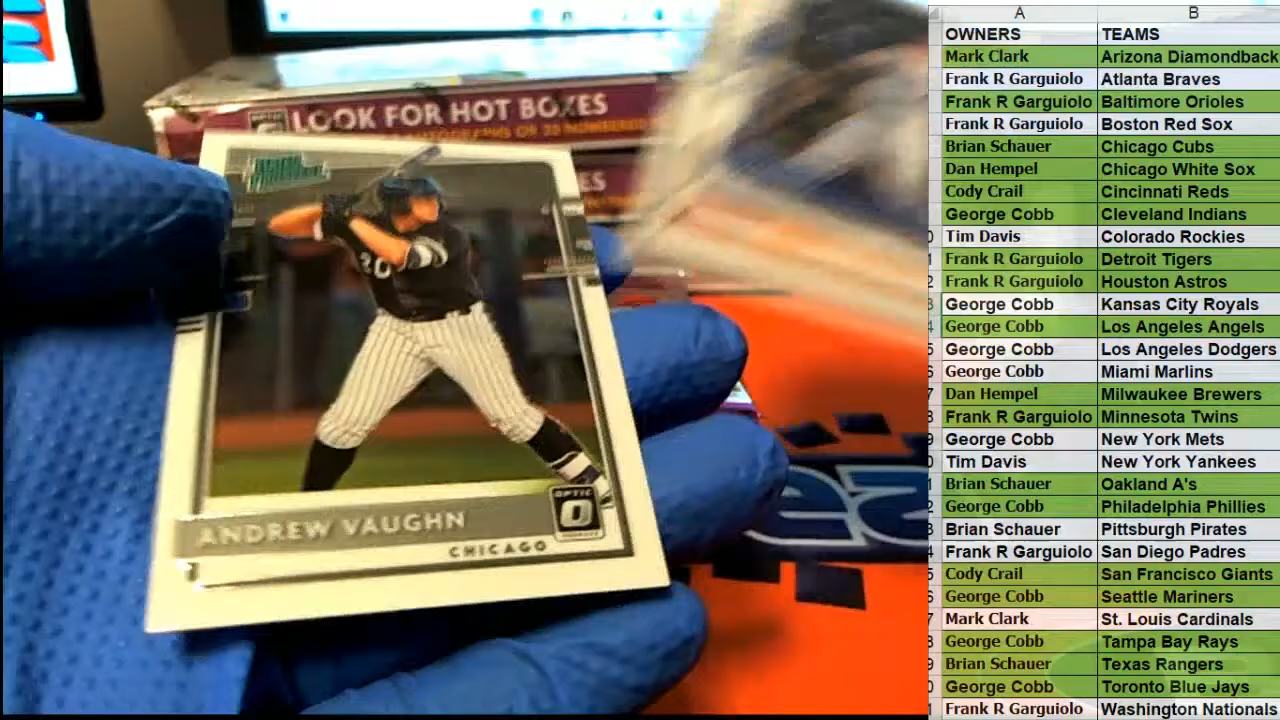 LOOK FOR HOT BOXES
20
ANDREW VAUGHN
CHICAGO
OPTIC
A B
OWNERS TEAMS
Mark Clark Arizona Diamondback
Frank R Garguiolo Atlanta Braves
Frank R Garguiolo Baltimore Orioles
Frank R Garguiolo Boston Red Sox
Brian Schauer Chicago Cubs
Dan Hempel Chicago White Sox
Cody Crail Cincinnati Reds
George Cobb Cleveland Indians
Tim Davis Colorado Rockies
Frank R Garguiolo Detroit Tigers
Frank R Garguiolo Houston Astros
George Cobb Kansas City Royals
George Cobb Los Angeles Angels
George Cobb Los Angeles Dodgers
George Cobb Miami Marlins
Dan Hempel Milwaukee Brewers
Frank R Garguiolo Minnesota Twins
George Cobb New York Mets
Tim Davis New York Yankees
Brian Schauer Oakland A's
George Cobb Philadelphia Phillies
Brian Schauer Pittsburgh Pirates
Frank R Garguiolo San Diego Padres
Cody Crail San Francisco Giants
George Cobb Seattle Mariners
Mark Clark St. Louis Cardinals
George Cobb Tampa Bay Rays
Brian Schauer Texas Rangers
George Cobb Toronto Blue Jays
Frank R Garguiolo Washington Nationals